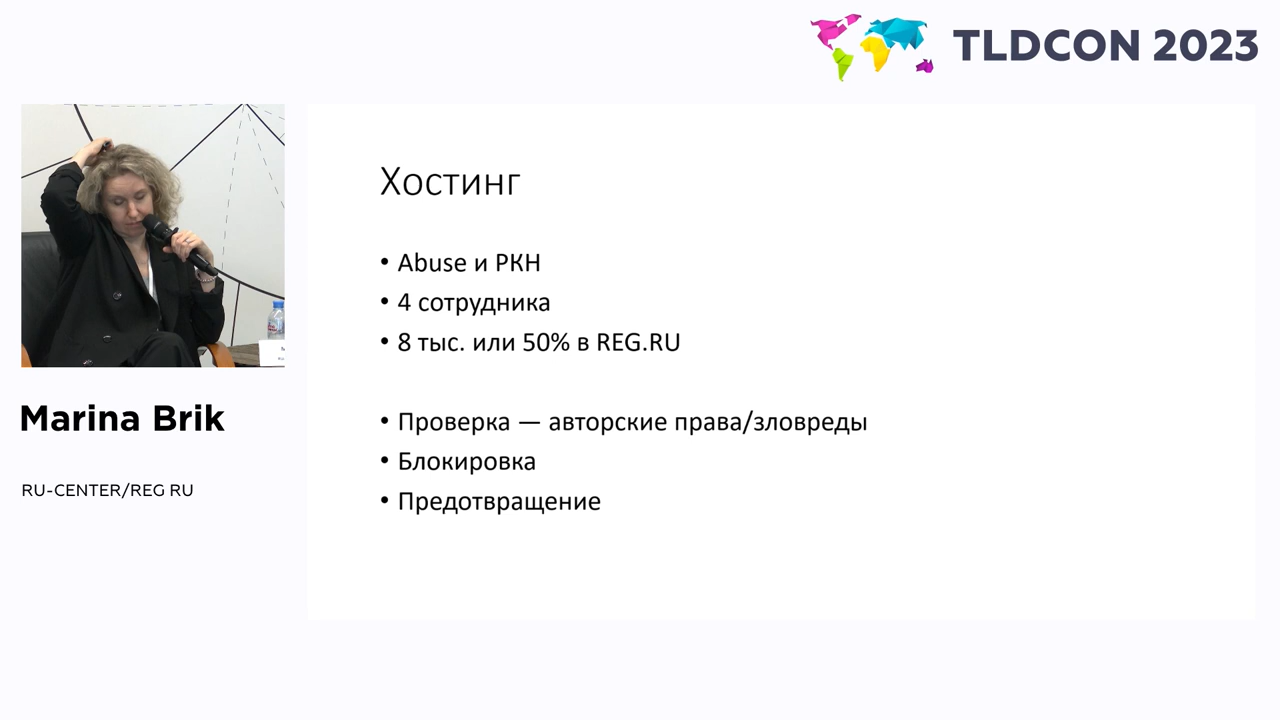 TLDCON 2023
Хостинг
• Abuse и РКН
• 4 сотрудника
• 8 тыс. или 50% в REG.RU
• Проверка — авторские права/зловреды
• Блокировка
• Предотвращение
Marina Brik
RU-CENTER/REG RU